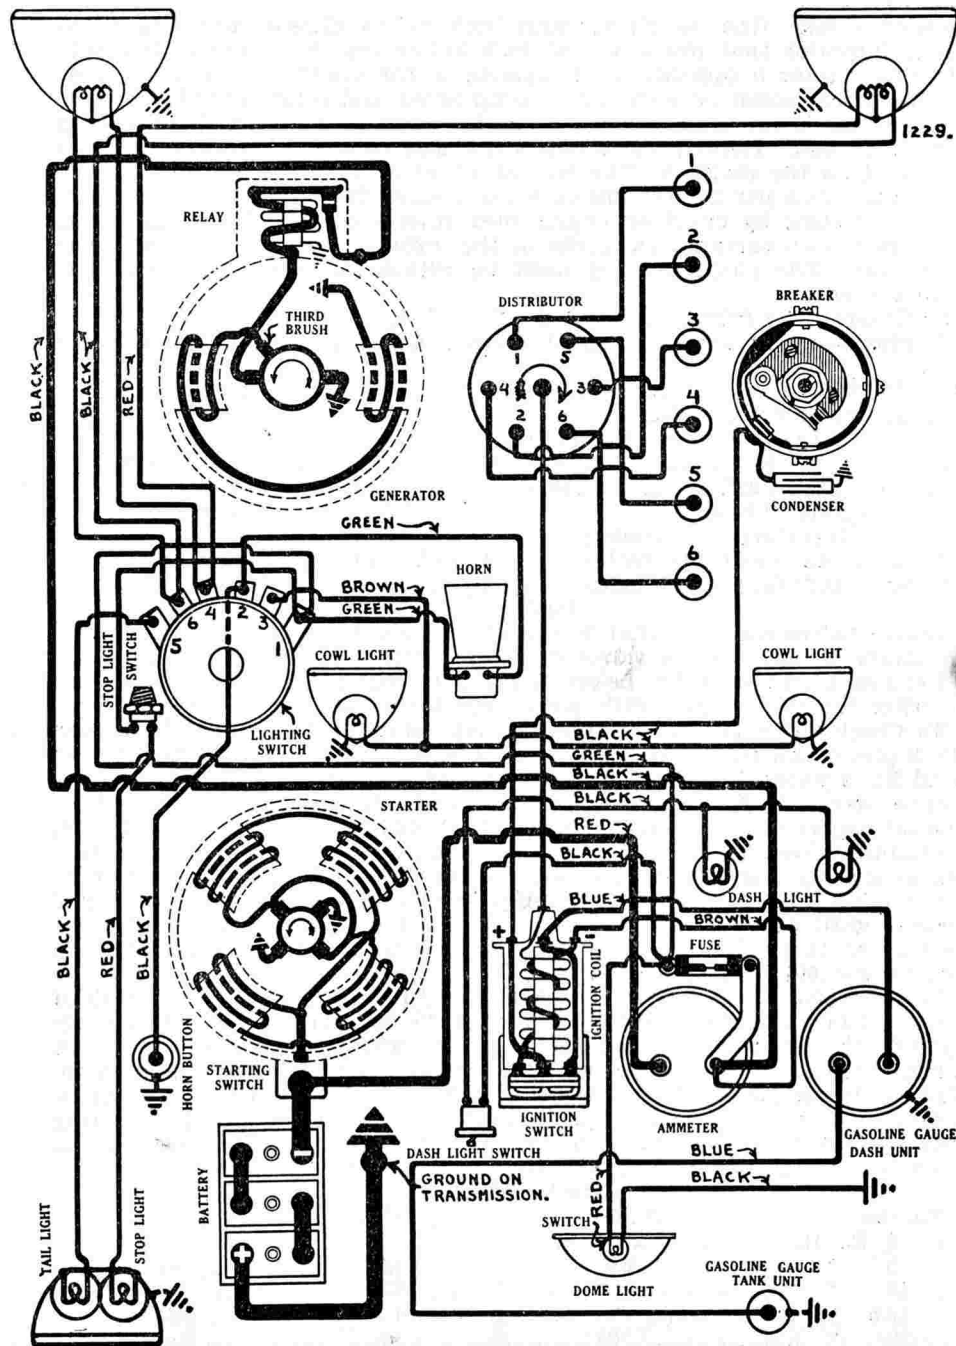 1229.
RELAY
THIRD
BRUSH
GENERATOR
DISTRIBUTOR
1
5
4
3
2
6
1
2
3
4
5
6
BREAKER
CONDENSER
BLACK
BLACK
RED
GREEN
HORN
BROWN
GREEN
5
6
4
2
3
1
STOP LIGHT
SWITCH
LIGHTING
SWITCH
COWL LIGHT
COWL LIGHT
BLACK
GREEN
BLACK
BLACK
RED
BLACK
STARTER
DASH LIGHT
BLUE
BROWN
BLACK
RED
BLACK
+
-
IGNITION COIL
FUSE
HORN BUTTON
STARTING
SWITCH
IGNITION
SWITCH
AMMETER
GASOLINE GAUGE
DASH UNIT
DASH LIGHT SWITCH
GROUND ON
TRANSMISSION.
BLUE
BLACK
RED
BATTERY
-
+
SWITCH
DOME LIGHT
GASOLINE GAUGE
TANK UNIT
TAIL LIGHT
STOP LIGHT